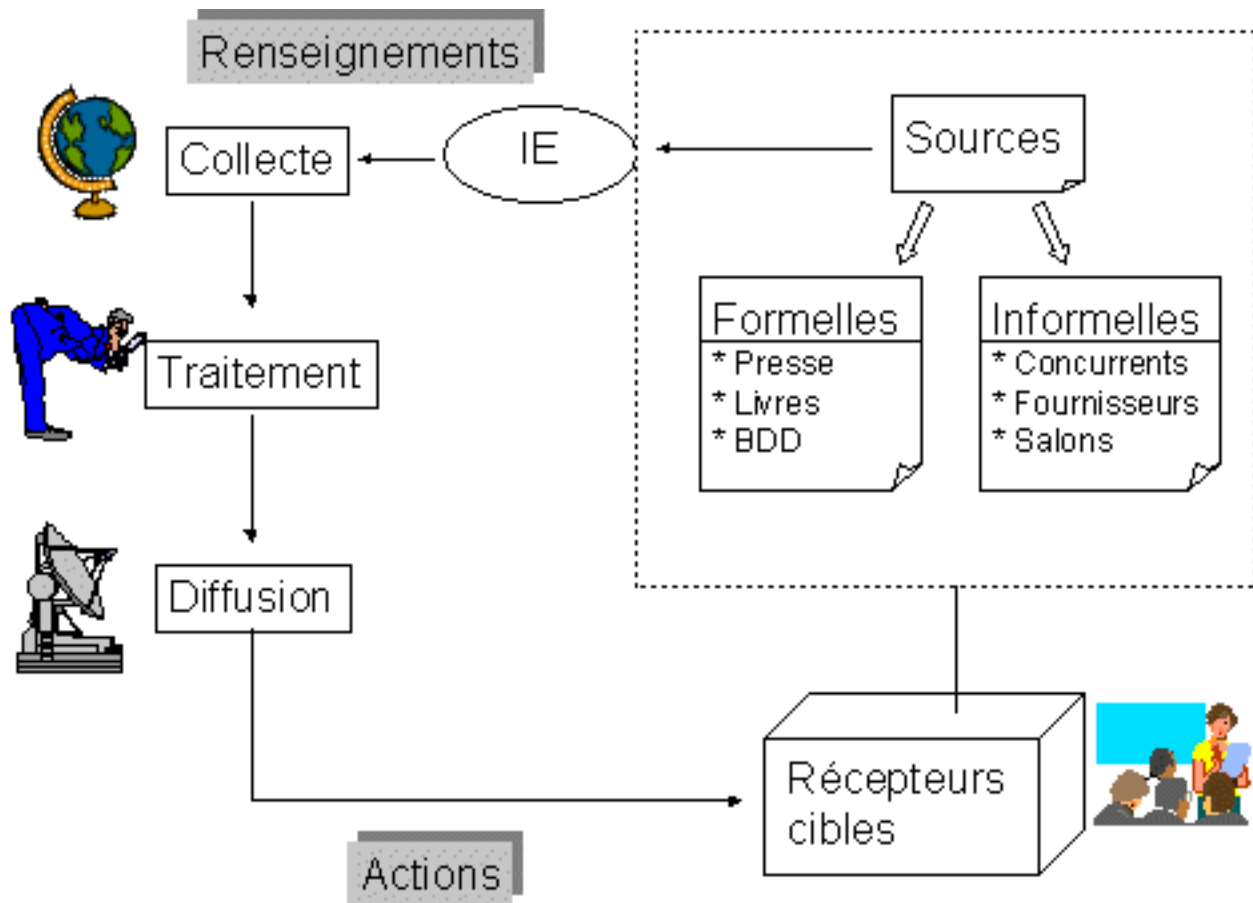 Renseignements
Collecte
IE
Sources
Formelles
* Presse
* Livres
* BDD
Informelles
* Concurrents
* Fournisseurs
* Salons
Traitement
Diffusion
Récepteurs
cibles
Actions